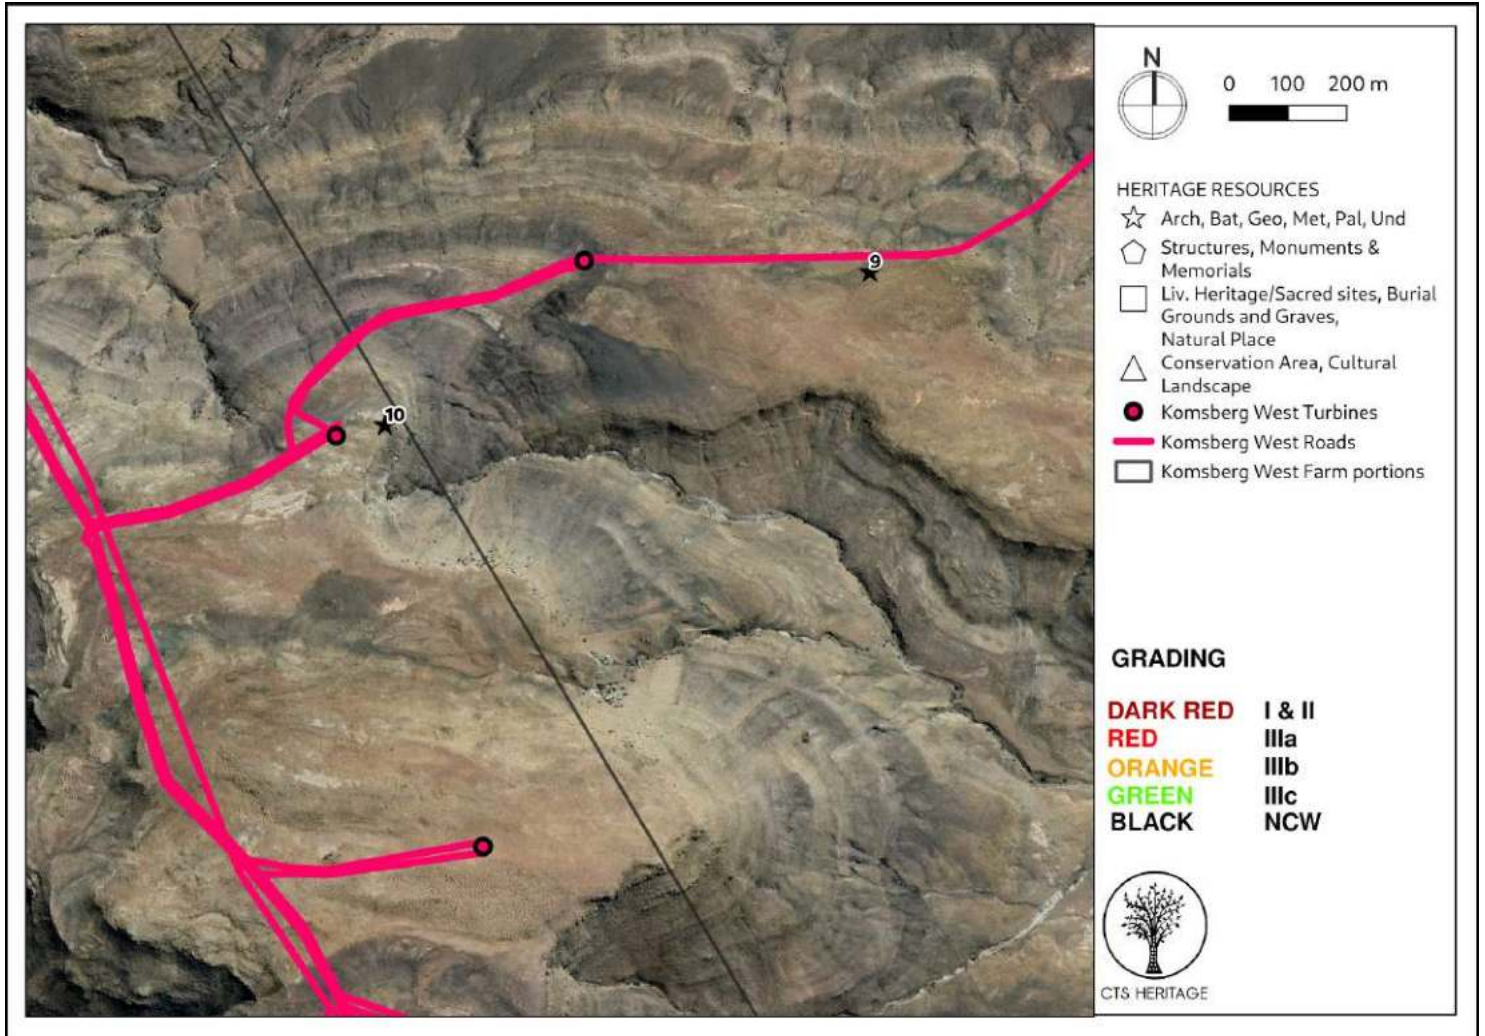 N
0 100 200 m
HERITAGE RESOURCES
Arch, Bat, Geo, Met, Pal, Und
Structures, Monuments &
Memorials
Liv. Heritage/Sacred sites, Burial
Grounds and Graves,
Natural Place
Conservation Area, Cultural
Landscape
Komsberg West Turbines
Komsberg West Roads
Komsberg West Farm portions
9
10
GRADING
DARK RED I & II
RED IIIa
ORANGE IIIb
GREEN IIIc
BLACK NCW
CTS HERITAGE